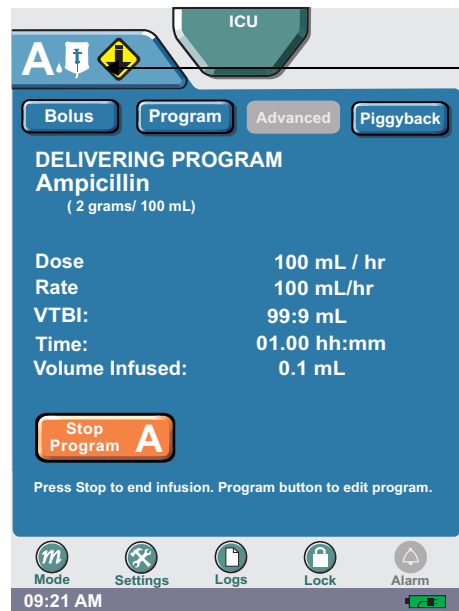 ICU
A
Bolus Program Advanced Piggyback
DELIVERING PROGRAM
Ampicillin
( 2 grams/ 100 mL)
Dose 100 mL / hr
Rate 100 mL/hr
VTBI: 99:9 mL
Time: 01.00 hh:mm
Volume Infused: 0.1 mL
Stop
Program A
Press Stop to end infusion. Program button to edit program.
m
Mode Settings Logs Lock Alarm
09:21 AM